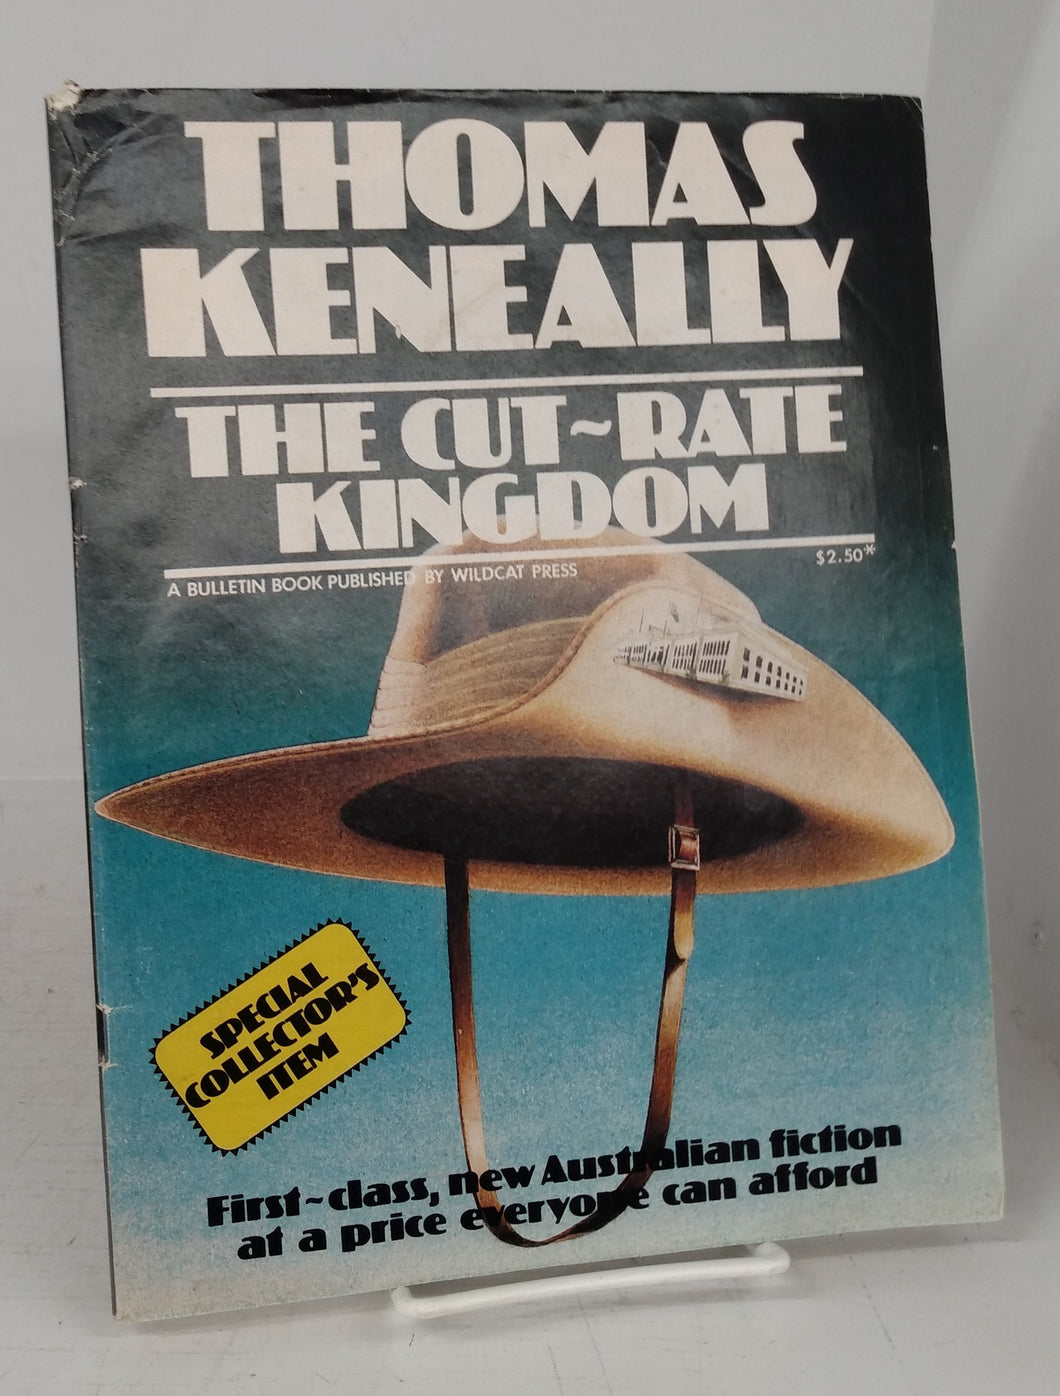 THOMAS
KENEALLY
THE CUT~RATE
KINGDOM
$2.50*
A BULLETIN BOOK PUBLISHED BY WILDCAT PRESS
SPECIAL
COLLECTOR'S
ITEM
First~class, new Australian fiction
at a price everyone can afford